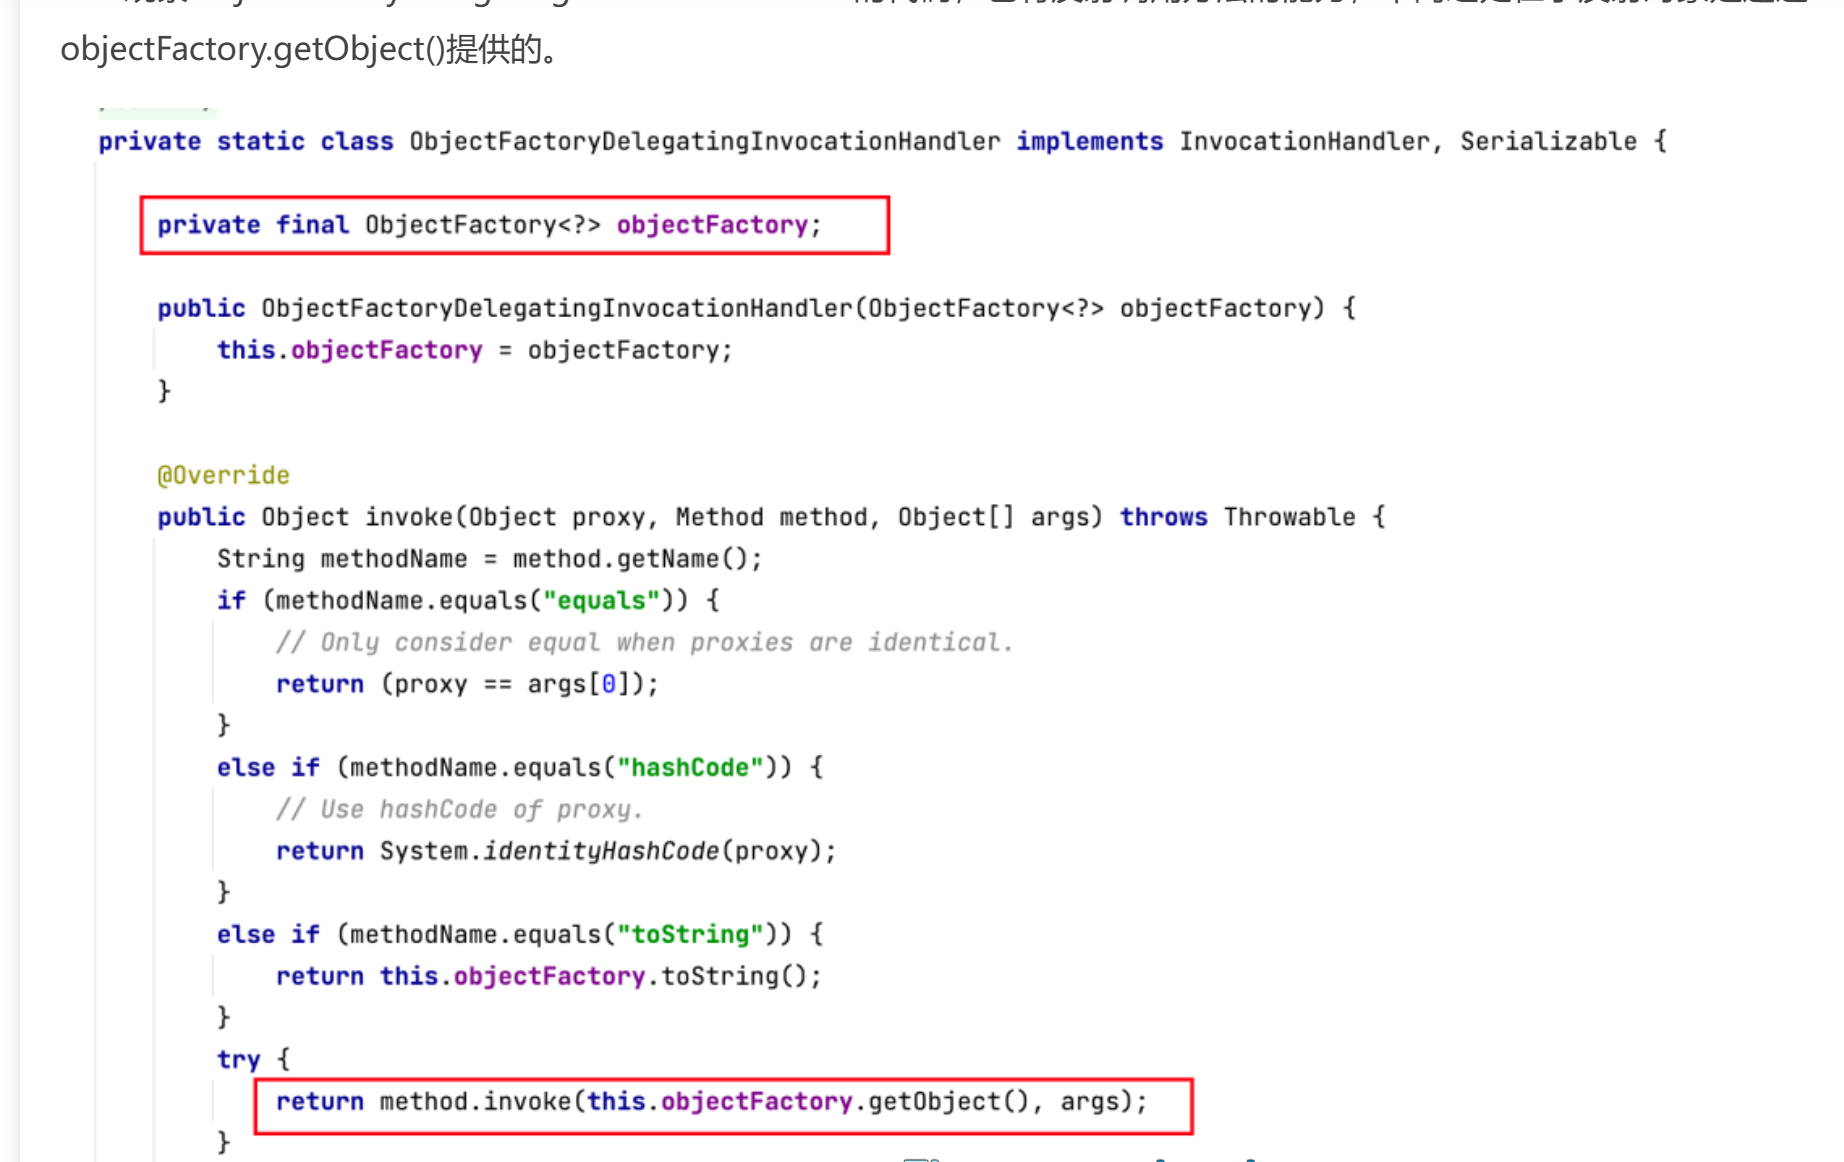 objectFactory.getObject()提供的。
private static class ObjectFactoryDelegatingInvocationHandler implements InvocationHandler, Serializable {
private final ObjectFactory<?> objectFactory;
public ObjectFactoryDelegatingInvocationHandler(ObjectFactory<?> objectFactory) {
this.objectFactory = objectFactory;
}
@Override
public Object invoke(Object proxy, Method method, Object[] args) throws Throwable {
String methodName = method.getName();
if (methodName.equals("equals")) {
// Only consider equal when proxies are identical.
return (proxy == args[0]);
}
else if (methodName.equals("hashCode")) {
// Use hashCode of proxy.
return System.identityHashCode(proxy);
}
else if (methodName.equals("toString")) {
return this.objectFactory.toString();
}
try {
return method.invoke(this.objectFactory.getObject(), args);
}